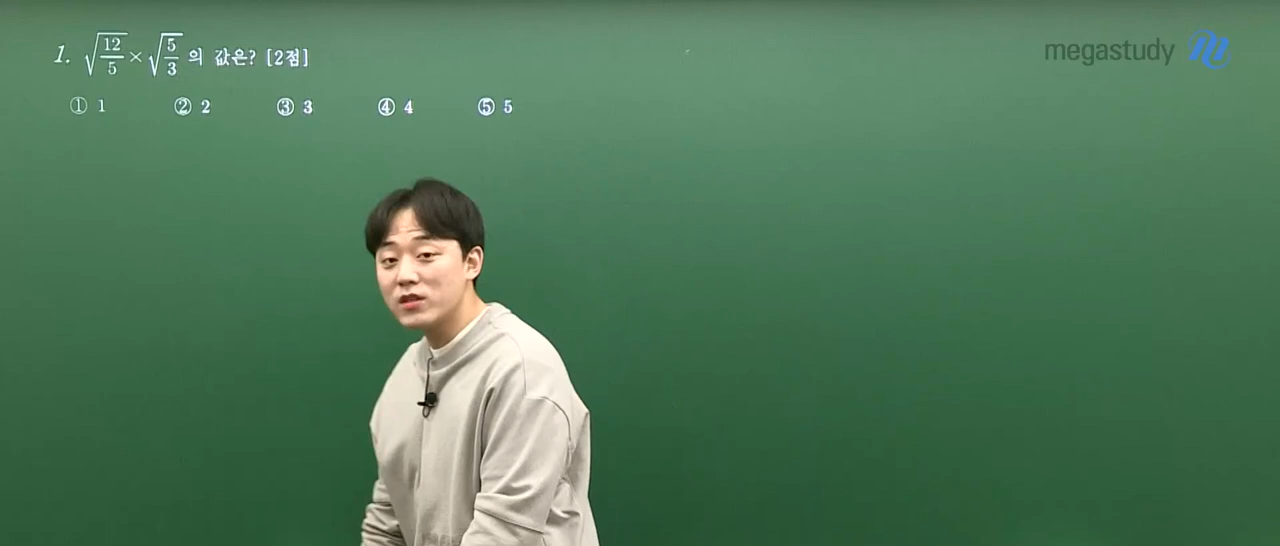 1. √(12/5) × √(5/3) 의 값은? [2점]
① 1 ② 2 ③ 3 ④ 4 ⑤ 5
megastudy